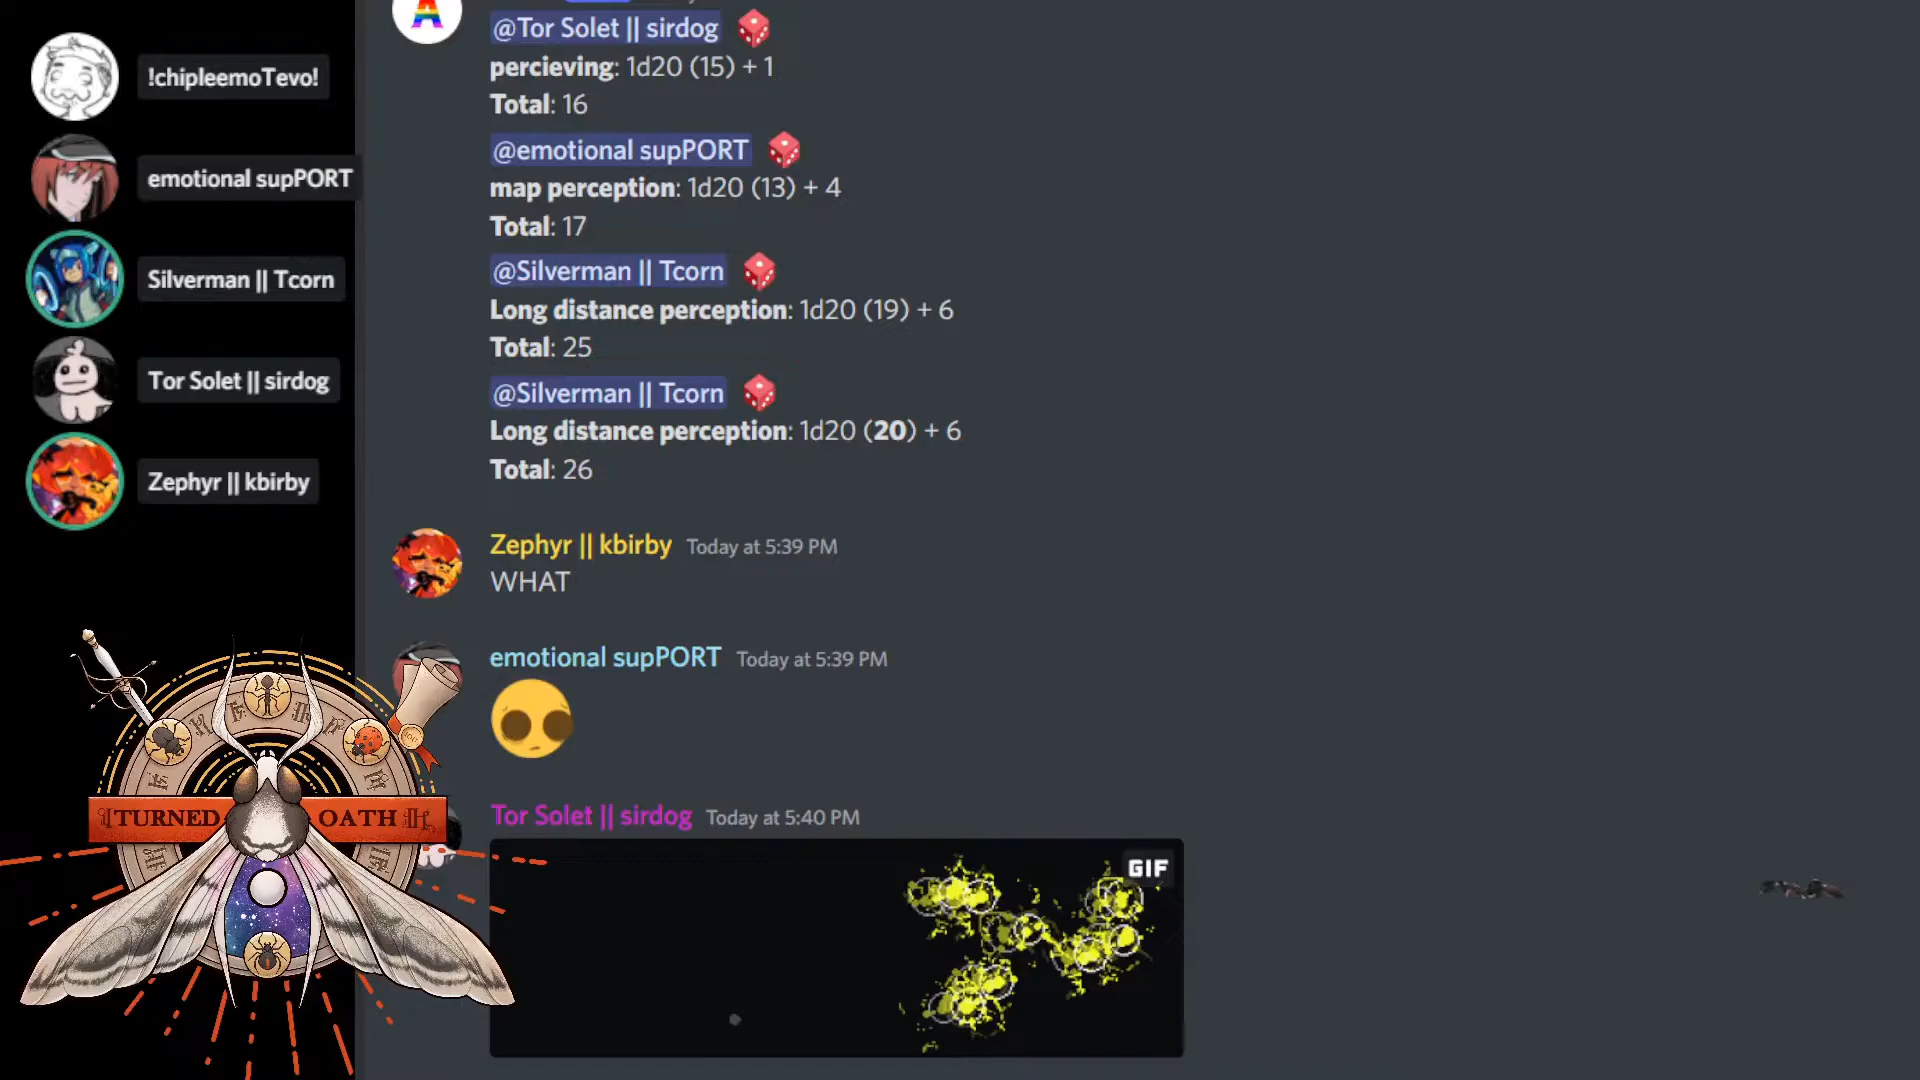 !chipleemoTevo!
emotional supPORT
Silverman || Tcorn
Tor Solet || sirdog
Zephyr || kbirby
TURNED OATH
A
@Tor Solet || sirdog
percieving: 1d20 (15) + 1
Total: 16
@emotional supPORT
map perception: 1d20 (13) + 4
Total: 17
@Silverman || Tcorn
Long distance perception: 1d20 (19) + 6
Total: 25
@Silverman || Tcorn
Long distance perception: 1d20 (20) + 6
Total: 26
Zephyr || kbirby Today at 5:39 PM
WHAT
emotional supPORT Today at 5:39 PM
Tor Solet || sirdog Today at 5:40 PM
GIF